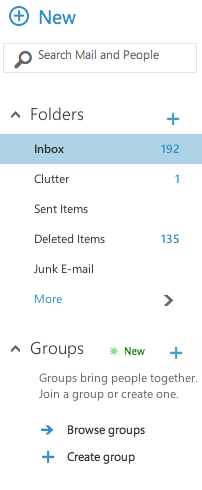 New
Search Mail and People
Folders
Inbox 192
Clutter 1
Sent Items
Deleted Items 135
Junk E-mail
More
Groups New
Groups bring people together.
Join a group or create one.
Browse groups
Create group